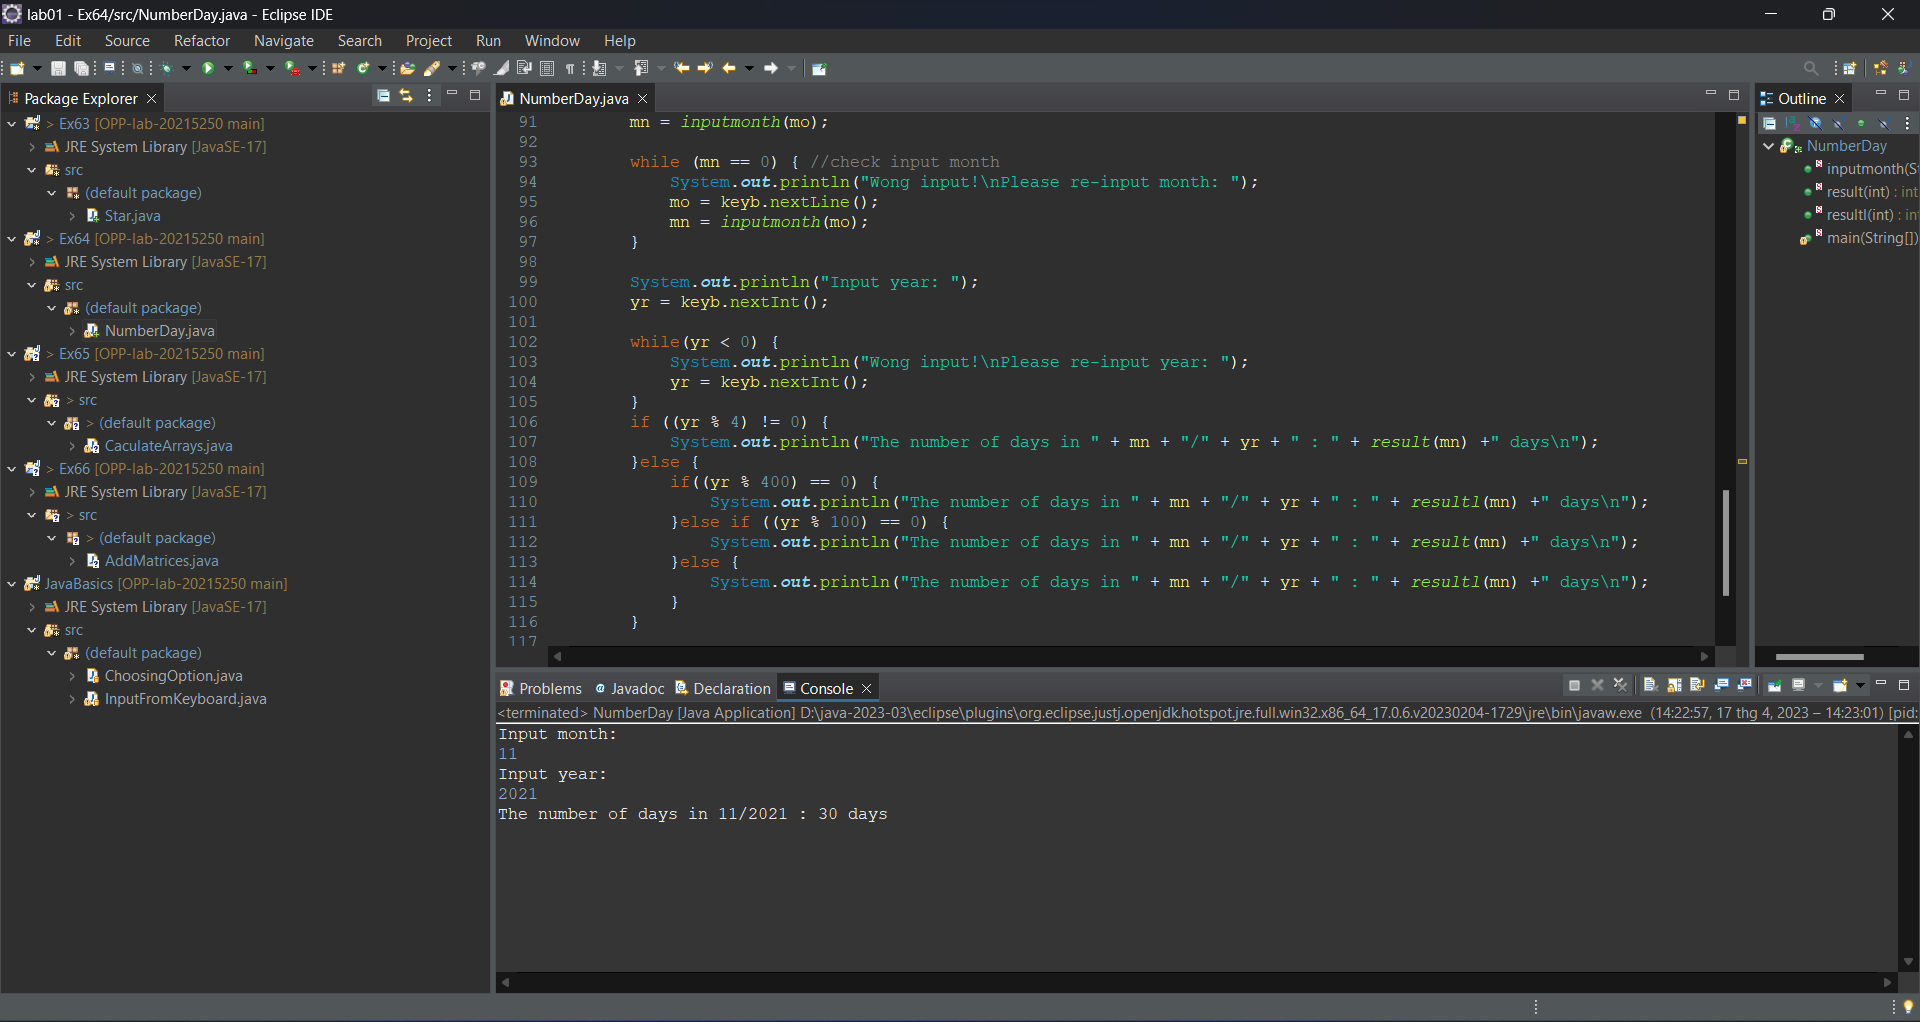 lab01 - Ex64/src/NumberDay.java - Eclipse IDE
File Edit Source Refactor Navigate Search Project Run Window Help
Package Explorer
> Ex63 [OPP-lab-20215250 main]
JRE System Library [JavaSE-17]
src
(default package)
Star.java
> Ex64 [OPP-lab-20215250 main]
JRE System Library [JavaSE-17]
src
(default package)
NumberDay.java
> Ex65 [OPP-lab-20215250 main]
JRE System Library [JavaSE-17]
> src
> (default package)
CaculateArrays.java
> Ex66 [OPP-lab-20215250 main]
JRE System Library [JavaSE-17]
> src
> (default package)
AddMatrices.java
JavaBasics [OPP-lab-20215250 main]
JRE System Library [JavaSE-17]
src
(default package)
ChoosingOption.java
InputFromKeyboard.java
NumberDay.java
91 mn = inputmonth(mo);
92
93 while (mn == 0) { //check input month
94 System.out.println("Wong input!\nPlease re-input month: ");
95 mo = keyb.nextLine();
96 mn = inputmonth(mo);
97 }
98
99 System.out.println("Input year: ");
100 yr = keyb.nextInt();
101
102 while(yr < 0) {
103 System.out.println("Wong input!\nPlease re-input year: ");
104 yr = keyb.nextInt();
105 }
106 if ((yr % 4) != 0) {
107 System.out.println("The number of days in " + mn + "/" + yr + " : " + result(mn) +" days\n");
108 }else {
109 if((yr % 400) == 0) {
110 System.out.println("The number of days in " + mn + "/" + yr + " : " + resultl(mn) +" days\n");
111 }else if ((yr % 100) == 0) {
112 System.out.println("The number of days in " + mn + "/" + yr + " : " + result(mn) +" days\n");
113 }else {
114 System.out.println("The number of days in " + mn + "/" + yr + " : " + resultl(mn) +" days\n");
115 }
116 }
117
Outline
NumberDay
inputmonth(S
result(int) : int
resultl(int) : in
main(String[])
Problems Javadoc Declaration Console
<terminated> NumberDay [Java Application] D:\java-2023-03\eclipse\plugins\org.eclipse.justj.openjdk.hotspot.jre.full.win32.x86_64_17.0.6.v20230204-1729\jre\bin\javaw.exe (14:22:57, 17 thg 4, 2023 – 14:23:01) [pid:
Input month:
11
Input year:
2021
The number of days in 11/2021 : 30 days